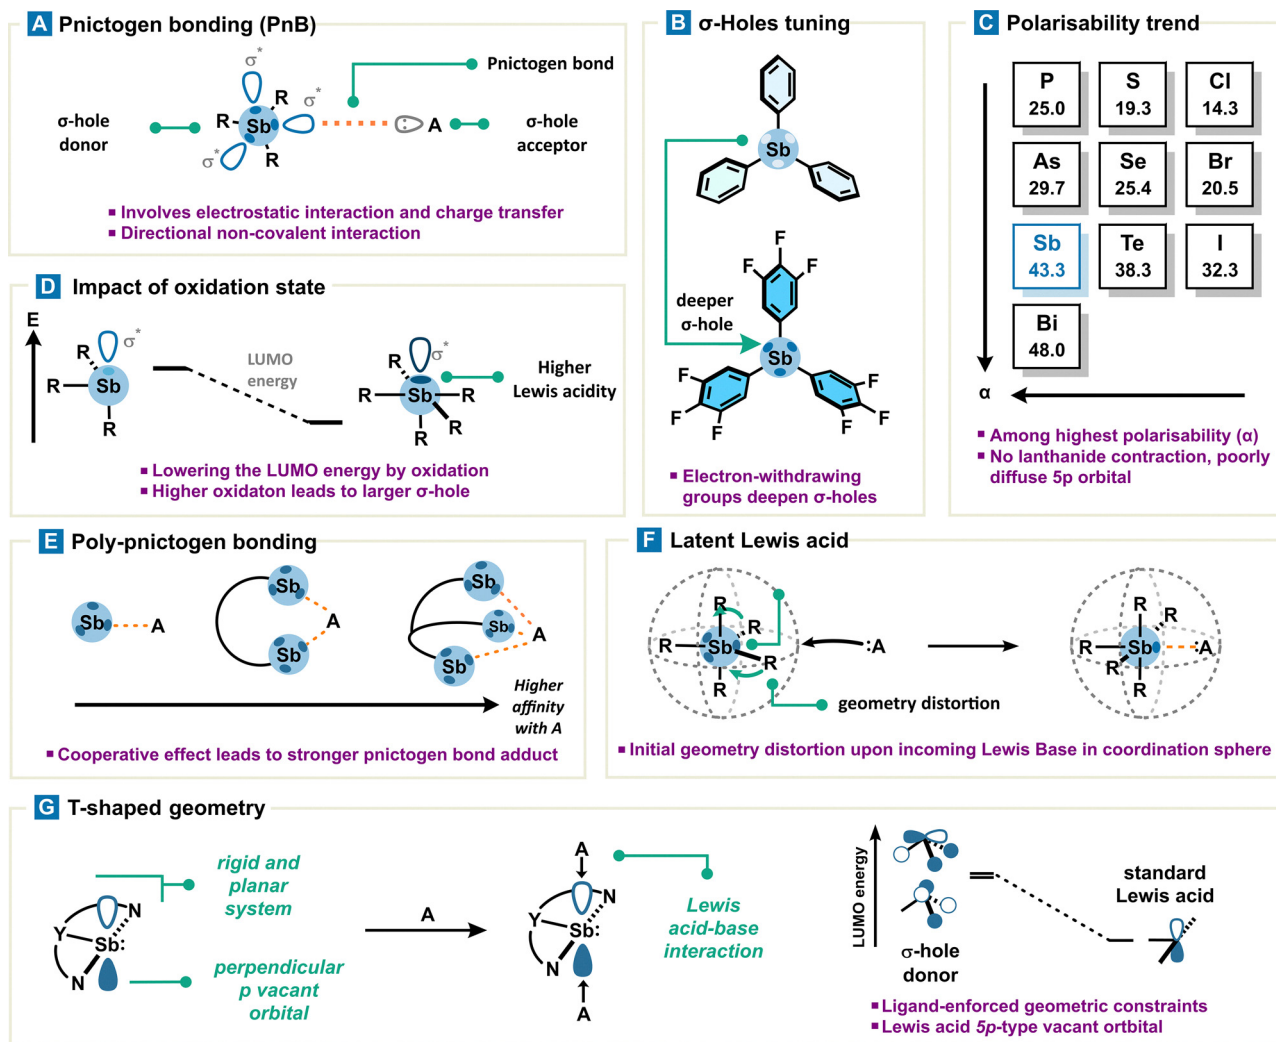 A Pnictogen bonding (PnB)
σ*
R
R
Sb
σ*
R
σ*
A
Pnictogen bond
σ-hole
donor
σ-hole
acceptor
▪ Involves electrostatic interaction and charge transfer
▪ Directional non-covalent interaction
B σ-Holes tuning
Sb
deeper
σ-hole
F
F
F
Sb
F
F
F
F
F
F
▪ Electron-withdrawing
groups deepen σ-holes
C Polarisability trend
P
25.0
S
19.3
Cl
14.3
As
29.7
Se
25.4
Br
20.5
Sb
43.3
Te
38.3
I
32.3
Bi
48.0
α
▪ Among highest polarisability (α)
▪ No lanthanide contraction, poorly
diffuse 5p orbital
D Impact of oxidation state
E
σ*
R
R
Sb
R
LUMO
energy
σ*
R
R
Sb
R
R
R
Higher
Lewis acidity
▪ Lowering the LUMO energy by oxidation
▪ Higher oxidaton leads to larger σ-hole
E Poly-pnictogen bonding
Sb
A
Sb
Sb
A
Sb
Sb
Sb
A
Higher
affinity
with A
▪ Cooperative effect leads to stronger pnictogen bond adduct
F Latent Lewis acid
R
R
R
Sb
R
R
:A
geometry distortion
R
R
Sb
R
R
R
:A
▪ Initial geometry distortion upon incoming Lewis Base in coordination sphere
G T-shaped geometry
N
Y
Sb:
N
rigid and
planar
system
perpendicular
p vacant
orbital
A
A
N
Y
Sb:
N
A
Lewis
acid-base
interaction
LUMO energy
σ-hole
donor
standard
Lewis acid
▪ Ligand-enforced geometric constraints
▪ Lewis acid 5p-type vacant ortbital